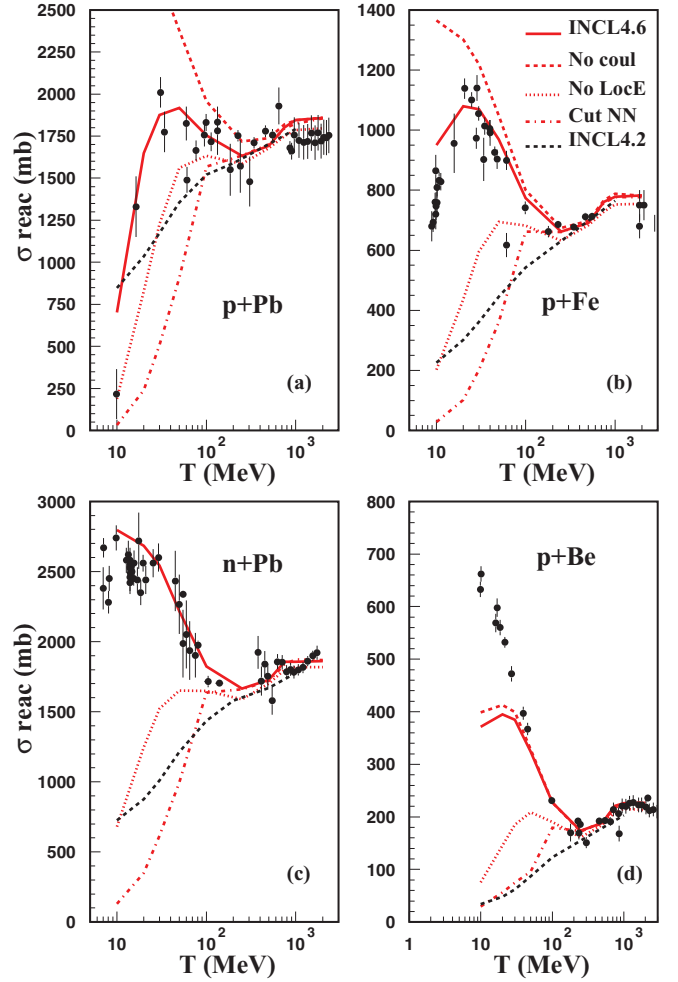 σ reac (mb)
2500
2250
2000
1750
1500
1250
1000
750
500
250
0
p+Pb
(a)
10
10²
10³
T (MeV)
1400
1200
1000
800
600
400
200
0
INCL4.6
No coul
No LocE
Cut NN
INCL4.2
p+Fe
(b)
10
10²
10³
T (MeV)
σ reac (mb)
3000
2500
2000
1500
1000
500
0
n+Pb
(c)
10
10²
10³
T (MeV)
800
700
600
500
400
300
200
100
0
p+Be
(d)
1
10
10²
10³
T (MeV)